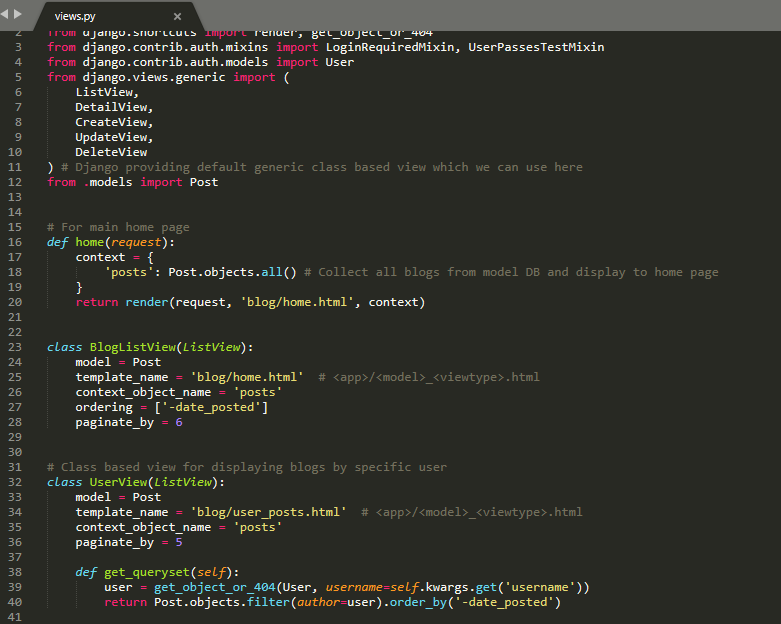 views.py ×
2 from django.shortcuts import render, get_object_or_404
3 from django.contrib.auth.mixins import LoginRequiredMixin, UserPassesTestMixin
4 from django.contrib.auth.models import User
5 from django.views.generic import (
6     ListView,
7     DetailView,
8     CreateView,
9     UpdateView,
10     DeleteView
11 ) # Django providing default generic class based view which we can use here
12 from .models import Post
13
14
15 # For main home page
16 def home(request):
17     context = {
18         'posts': Post.objects.all() # Collect all blogs from model DB and display to home page
19     }
20     return render(request, 'blog/home.html', context)
21
22
23 class BlogListView(ListView):
24     model = Post
25     template_name = 'blog/home.html'  # <app>/<model>_<viewtype>.html
26     context_object_name = 'posts'
27     ordering = ['-date_posted']
28     paginate_by = 6
29
30
31 # Class based view for displaying blogs by specific user
32 class UserView(ListView):
33     model = Post
34     template_name = 'blog/user_posts.html'  # <app>/<model>_<viewtype>.html
35     context_object_name = 'posts'
36     paginate_by = 5
37
38     def get_queryset(self):
39         user = get_object_or_404(User, username=self.kwargs.get('username'))
40         return Post.objects.filter(author=user).order_by('-date_posted')
41